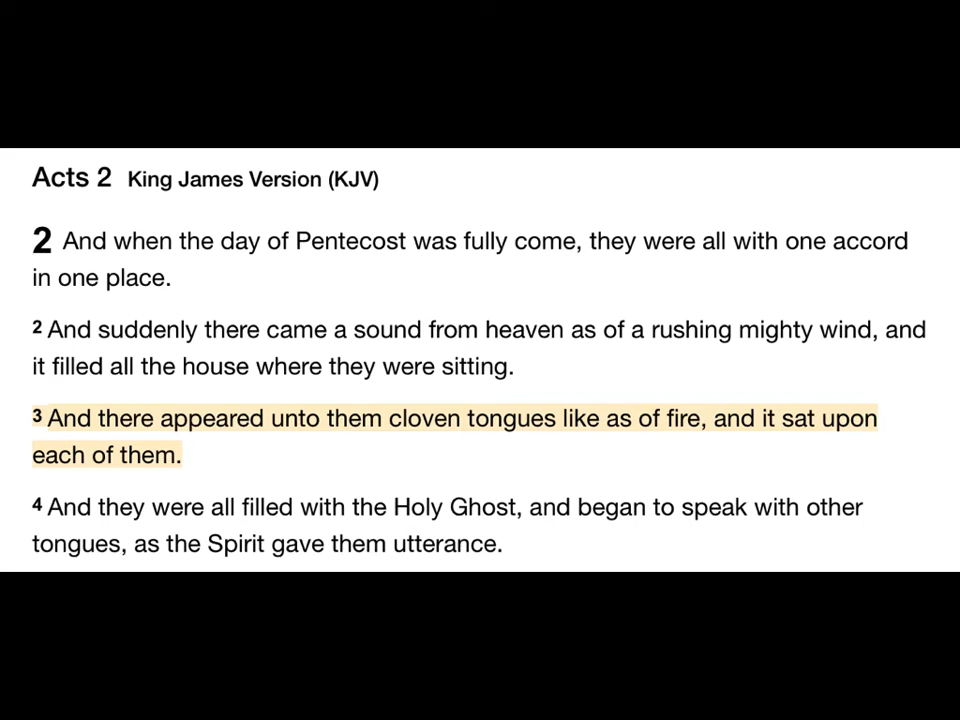 Acts 2 King James Version (KJV)
2 And when the day of Pentecost was fully come, they were all with one accord
in one place.
2 And suddenly there came a sound from heaven as of a rushing mighty wind, and
it filled all the house where they were sitting.
3 And there appeared unto them cloven tongues like as of fire, and it sat upon
each of them.
4 And they were all filled with the Holy Ghost, and began to speak with other
tongues, as the Spirit gave them utterance.